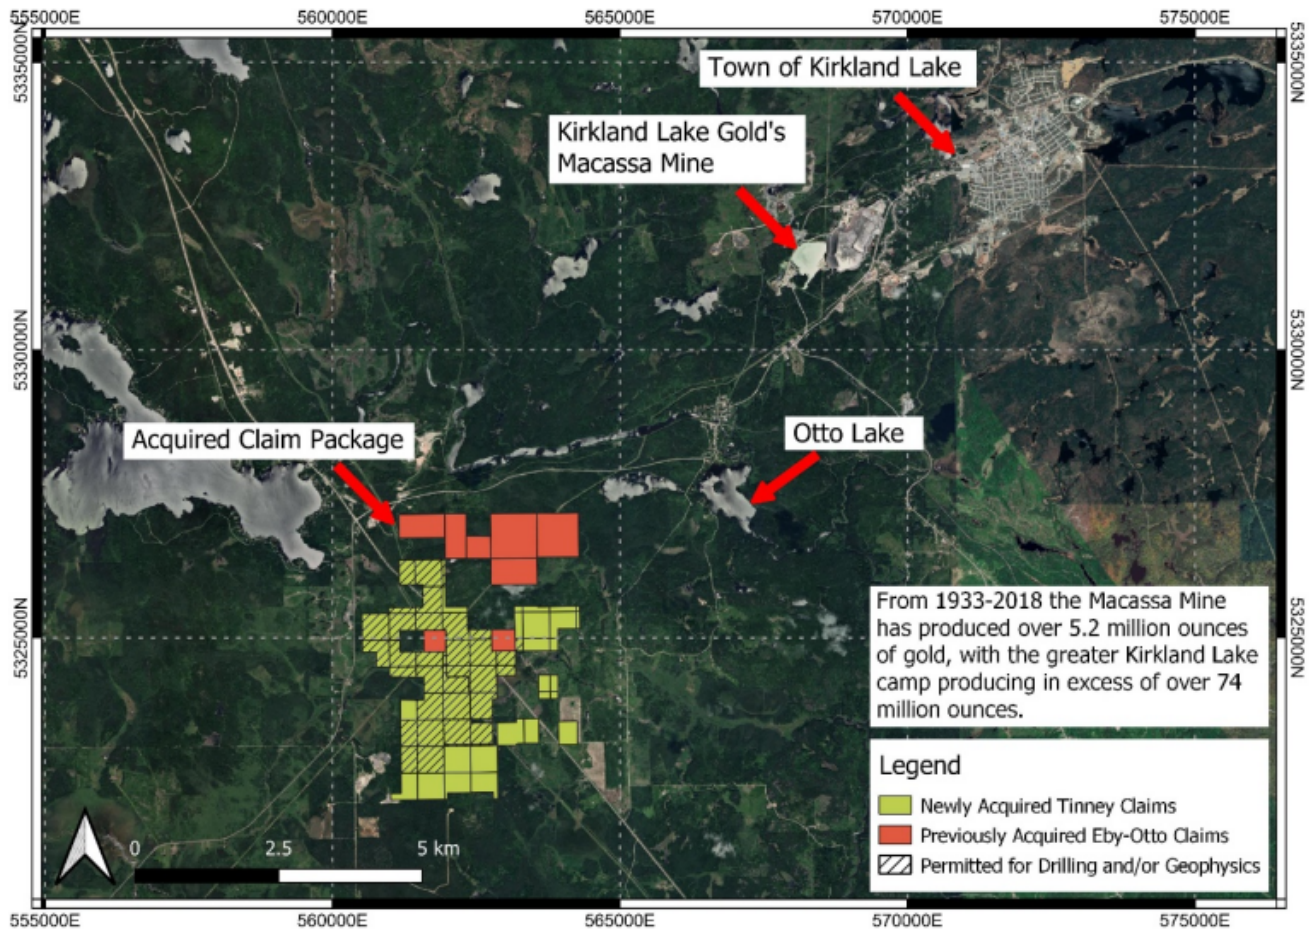 555000E 560000E 565000E 570000E 575000E
5335000N 5335000N
Town of Kirkland Lake
Kirkland Lake Gold's
Macassa Mine
5330000N 5330000N
Acquired Claim Package
Otto Lake
5325000N 5325000N
From 1933-2018 the Macassa Mine
has produced over 5.2 million ounces
of gold, with the greater Kirkland Lake
camp producing in excess of over 74
million ounces.
Legend
Newly Acquired Tinney Claims
Previously Acquired Eby-Otto Claims
Permitted for Drilling and/or Geophysics
0 2.5 5 km
555000E 560000E 565000E 570000E 575000E